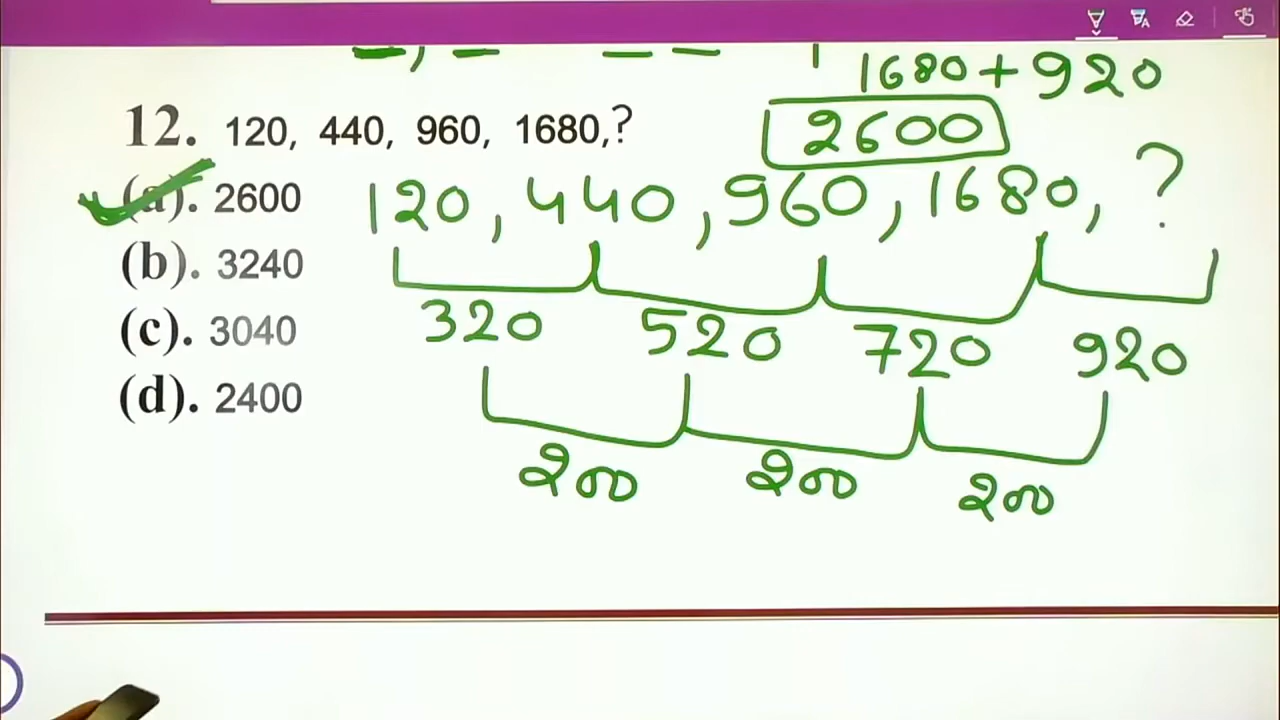 1680+920
12. 120, 440, 960, 1680,?
2600
(a). 2600
120, 440, 960, 1680, ?
(b). 3240
320 520 720 920
(c). 3040
(d). 2400
200 200 200